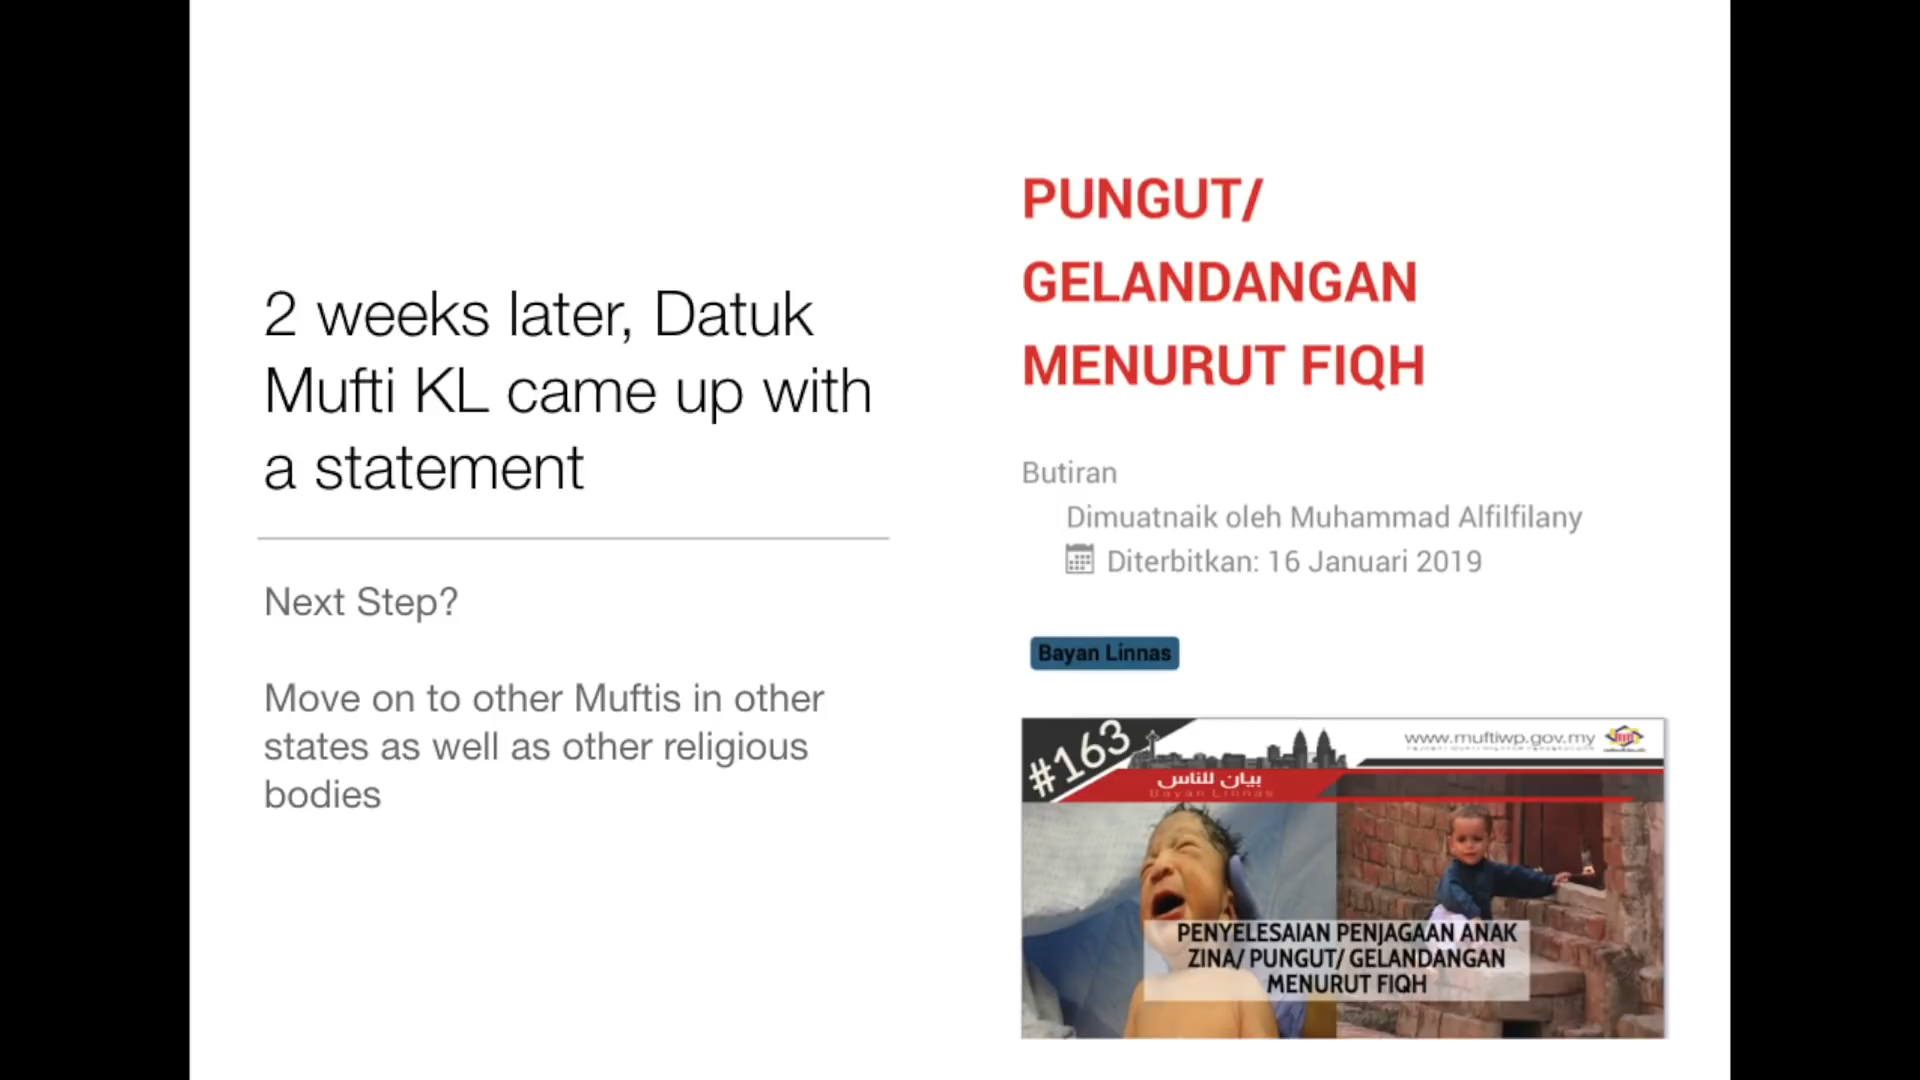 2 weeks later, Datuk
Mufti KL came up with
a statement
Next Step?
Move on to other Muftis in other
states as well as other religious
bodies
PUNGUT/
GELANDANGAN
MENURUT FIQH
Butiran
Dimuatnaik oleh Muhammad Alfilfilany
Diterbitkan: 16 Januari 2019
Bayan Linnas
#163
www.muftiwp.gov.my
بيان للناس
Bayan Linnas
PENYELESAIAN PENJAGAAN ANAK
ZINA/ PUNGUT/ GELANDANGAN
MENURUT FIQH